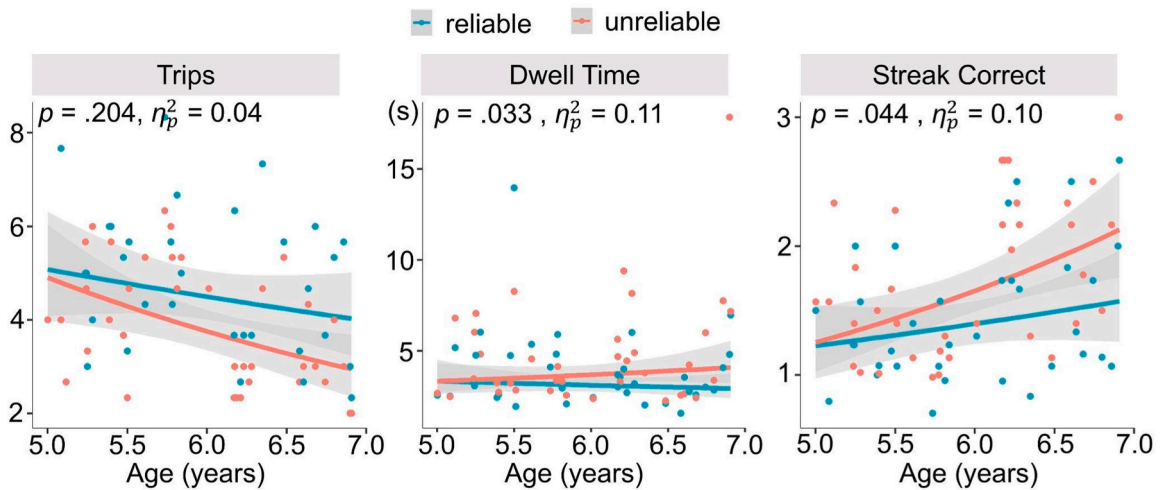 reliable unreliable
Trips
p = .204, η²ₚ = 0.04
8
6
4
2
5.0 5.5 6.0 6.5 7.0
Age (years)
Dwell Time
(s)
p = .033 , η²ₚ = 0.11
15
10
5
5.0 5.5 6.0 6.5 7.0
Age (years)
Streak Correct
p = .044 , η²ₚ = 0.10
3
2
1
5.0 5.5 6.0 6.5 7.0
Age (years)